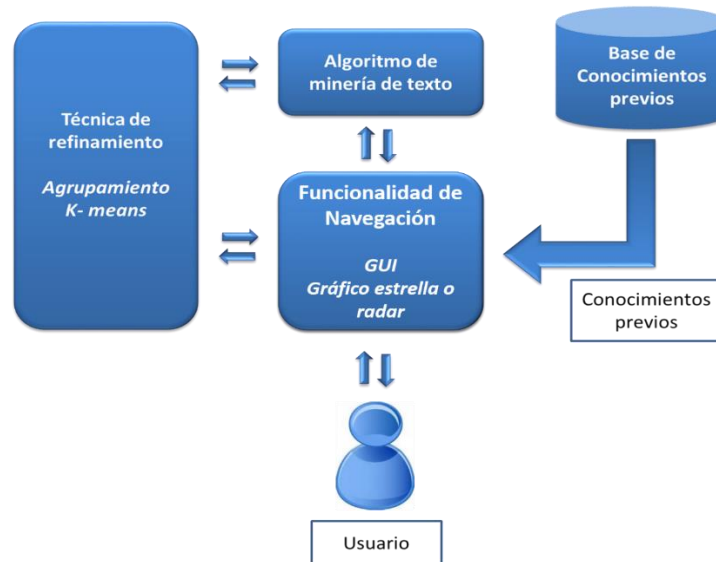 Técnica de
refinamiento
Agrupamiento
K- means
Algoritmo de
minería de texto
Base de
Conocimientos
previos
Funcionalidad de
Navegación
GUI
Gráfico estrella o
radar
Conocimientos
previos
Usuario